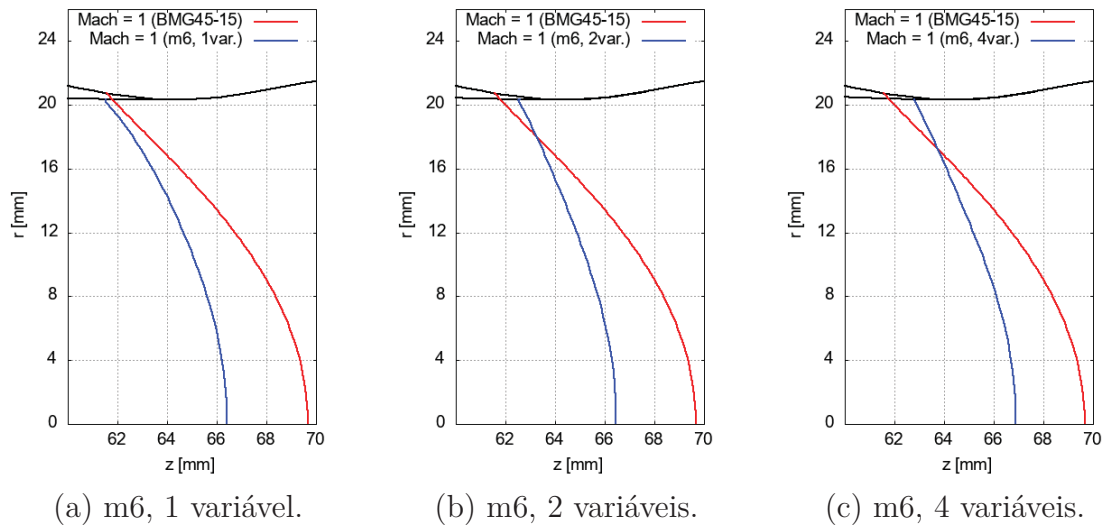 Mach = 1 (BMG45-15)
Mach = 1 (m6, 1var.)
24
20
16
12
8
4
0
r [mm]
62 64 66 68 70
z [mm]
(a) m6, 1 variável.
Mach = 1 (BMG45-15)
Mach = 1 (m6, 2var.)
24
20
16
12
8
4
0
r [mm]
62 64 66 68 70
z [mm]
(b) m6, 2 variáveis.
Mach = 1 (BMG45-15)
Mach = 1 (m6, 4var.)
24
20
16
12
8
4
0
r [mm]
62 64 66 68 70
z [mm]
(c) m6, 4 variáveis.